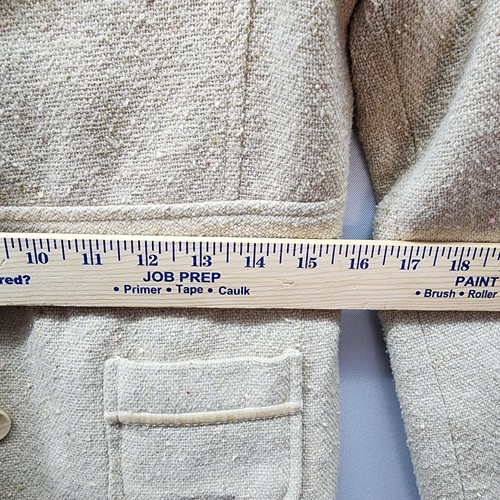 10 11 12 13 14 15 16 17 18
red? JOB PREP PAINT
• Primer • Tape • Caulk • Brush • Roller